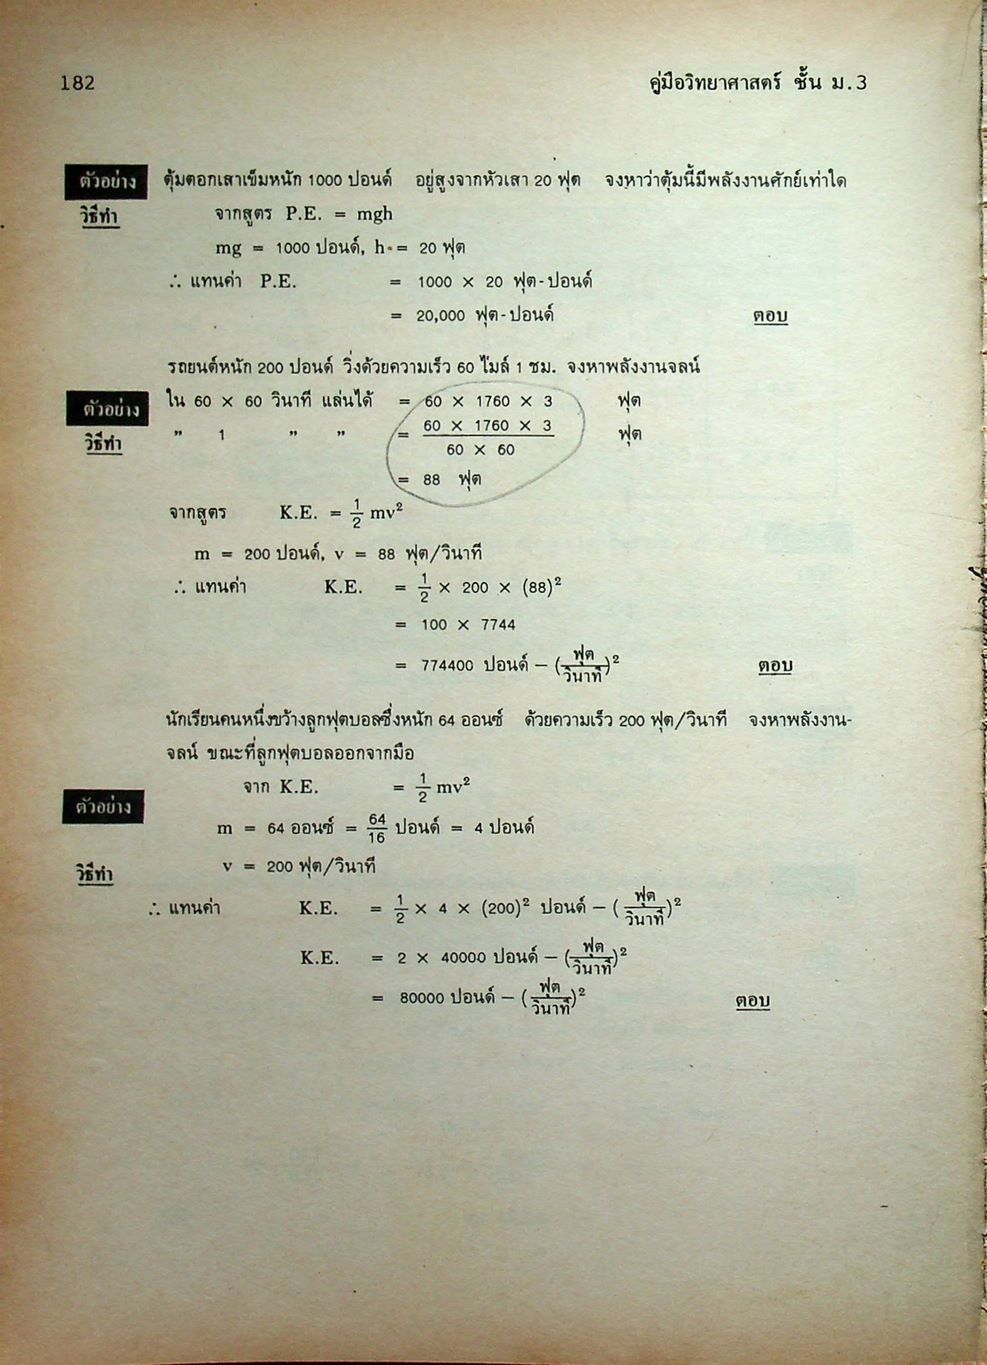 182 คู่มือวิทยาศาสตร์ ชั้น ม.3
ตัวอย่าง ตุ้มตอกเสาเข็มหนัก 1000 ปอนด์ อยู่สูงจากหัวเสา 20 ฟุต จงหาว่าตุ้มนี้มีพลังงานศักย์เท่าใด
วิธีทำ จากสูตร P.E. = mgh
mg = 1000 ปอนด์, h = 20 ฟุต
∴ แทนค่า P.E. = 1000 × 20 ฟุต-ปอนด์
= 20,000 ฟุต-ปอนด์ ตอบ
รถยนต์หนัก 200 ปอนด์ วิ่งด้วยความเร็ว 60 ไมล์ 1 ชม. จงหาพลังงานจลน์
ตัวอย่าง ใน 60 × 60 วินาที แล่นได้ = 60 × 1760 × 3 ฟุต
วิธีทำ " 1 " " = \frac{60 × 1760 × 3}{60 × 60} ฟุต
= 88 ฟุต
จากสูตร K.E. = \frac{1}{2} mv²
m = 200 ปอนด์, v = 88 ฟุต/วินาที
∴ แทนค่า K.E. = \frac{1}{2} × 200 × (88)²
= 100 × 7744
= 774400 ปอนด์ – (\frac{ฟุต}{วินาที})² ตอบ
นักเรียนคนหนึ่งขว้างลูกฟุตบอลซึ่งหนัก 64 ออนซ์ ด้วยความเร็ว 200 ฟุต/วินาที จงหาพลังงาน-
จลน์ ขณะที่ลูกฟุตบอลออกจากมือ
ตัวอย่าง จาก K.E. = \frac{1}{2} mv²
m = 64 ออนซ์ = \frac{64}{16} ปอนด์ = 4 ปอนด์
วิธีทำ v = 200 ฟุต/วินาที
∴ แทนค่า K.E. = \frac{1}{2} × 4 × (200)² ปอนด์ – (\frac{ฟุต}{วินาที})²
K.E. = 2 × 40000 ปอนด์ – (\frac{ฟุต}{วินาที})²
= 80000 ปอนด์ – (\frac{ฟุต}{วินาที})² ตอบ